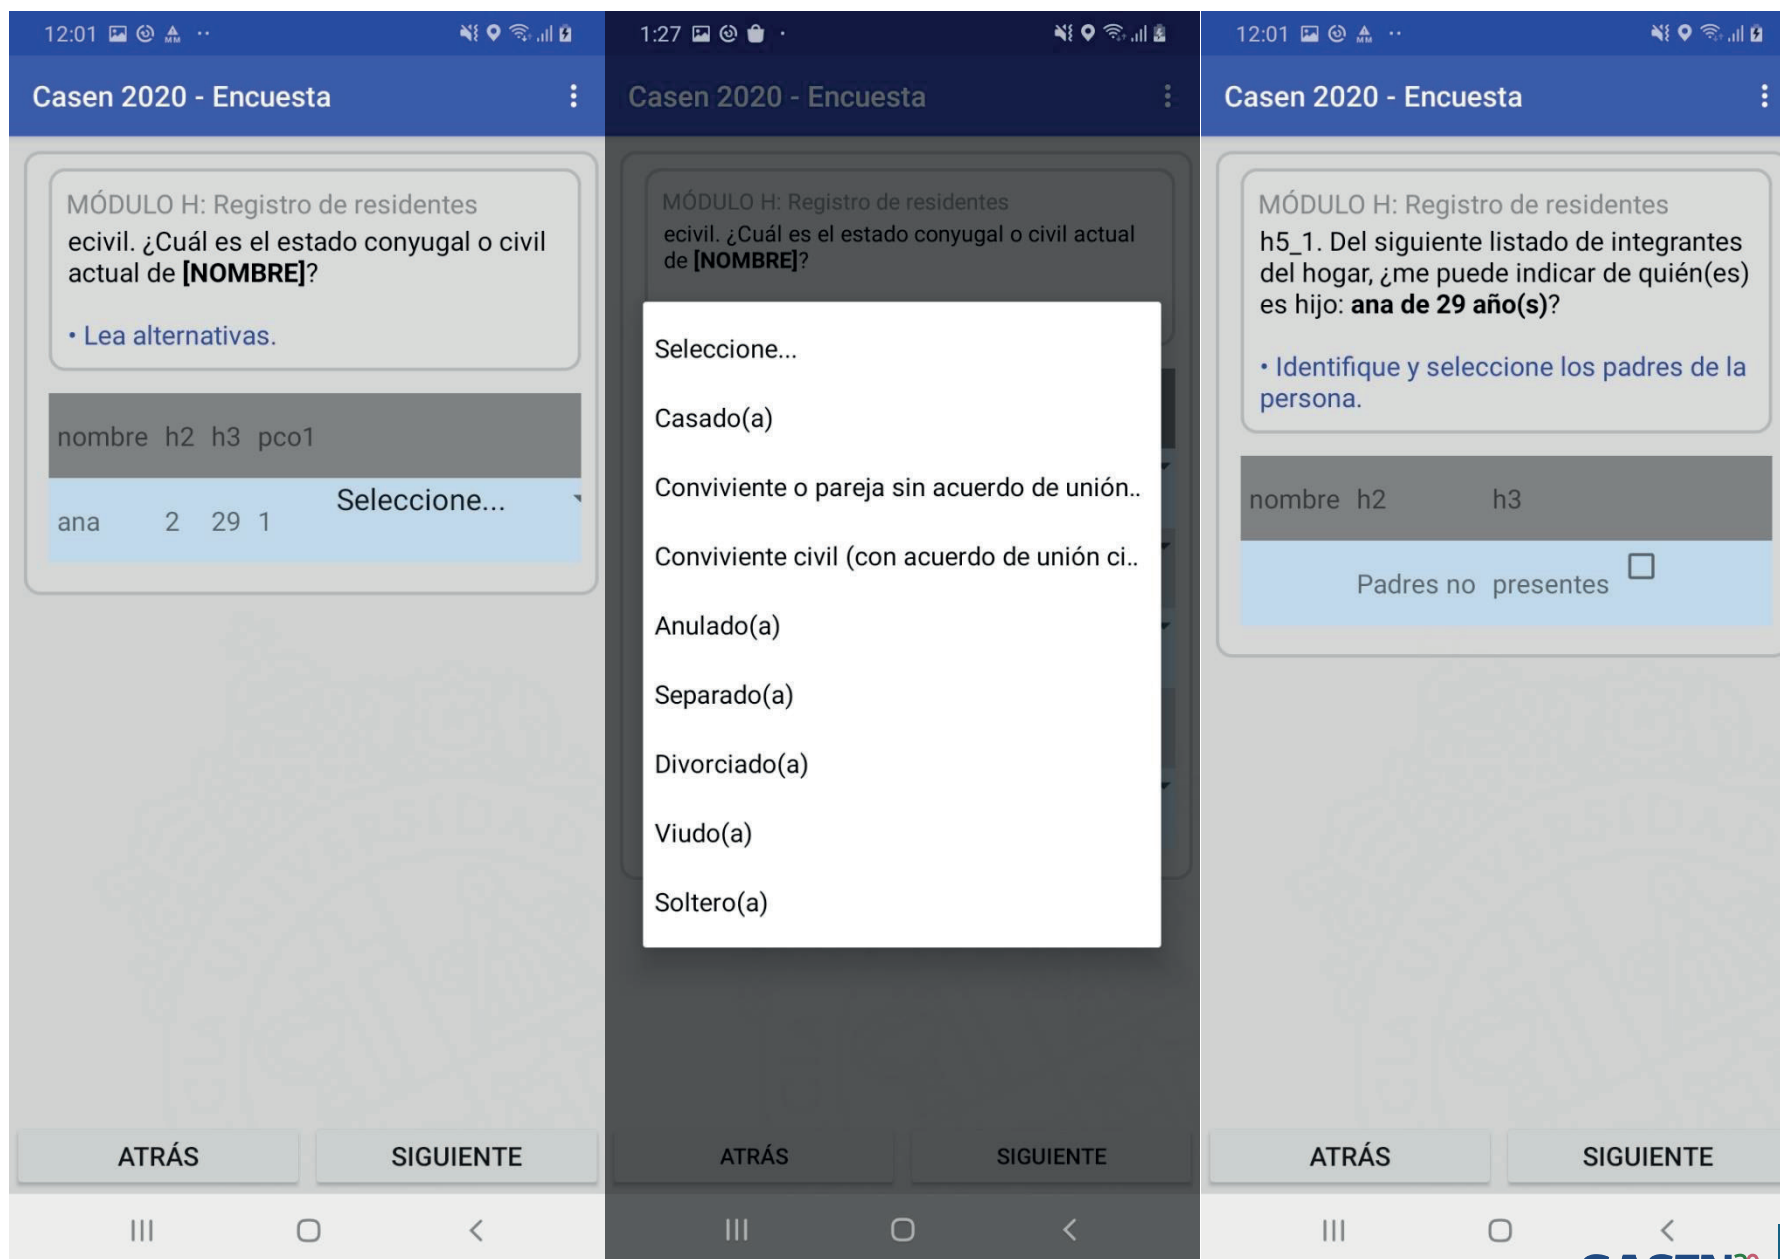 12:01
Casen 2020 - Encuesta
MÓDULO H: Registro de residentes
ecivil. ¿Cuál es el estado conyugal o civil
actual de [NOMBRE]?
• Lea alternativas.
nombre h2 h3 pco1
ana 2 29 1 Seleccione...
ATRÁS SIGUIENTE
1:27
Casen 2020 - Encuesta
MÓDULO H: Registro de residentes
ecivil. ¿Cuál es el estado conyugal o civil actual
de [NOMBRE]?
Seleccione...
Casado(a)
Conviviente o pareja sin acuerdo de unión..
Conviviente civil (con acuerdo de unión ci..
Anulado(a)
Separado(a)
Divorciado(a)
Viudo(a)
Soltero(a)
ATRÁS SIGUIENTE
12:01
Casen 2020 - Encuesta
MÓDULO H: Registro de residentes
h5_1. Del siguiente listado de integrantes
del hogar, ¿me puede indicar de quién(es)
es hijo: ana de 29 año(s)?
• Identifique y seleccione los padres de la
persona.
nombre h2 h3
Padres no presentes
ATRÁS SIGUIENTE